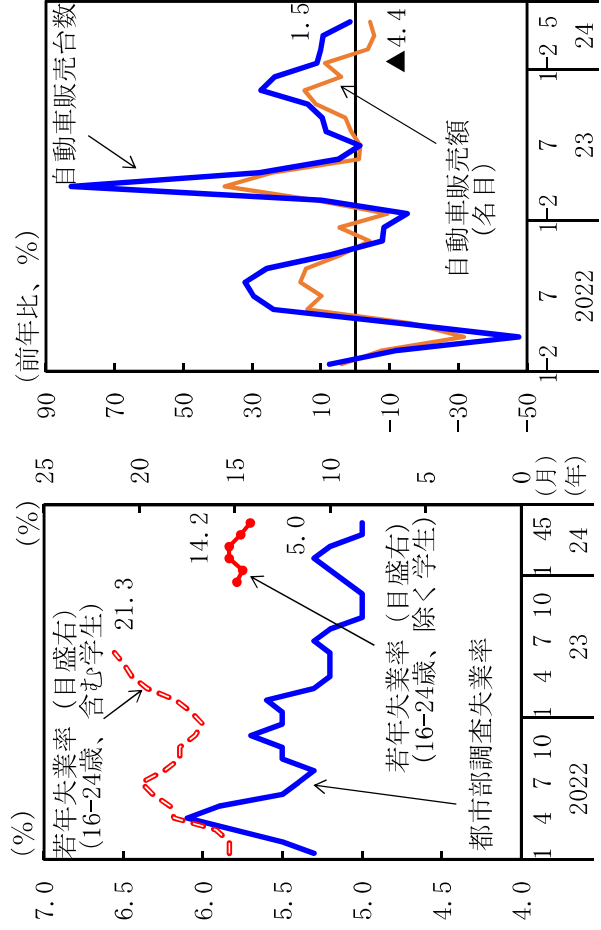 (%)
(%)
7.0
6.5
6.0
5.5
5.0
4.5
4.0
25
20
15
10
5
0
若年失業率 (目盛右)
(16-24歳、含む学生)
21.3
14.2
5.0
若年失業率 (目盛右)
(16-24歳、除く学生)
都市部調査失業率
1 4 7 10 1 4 7 10 1 45 (月)
2022 23 24 (年)
(前年比、%)
90
70
50
30
10
-10
-30
-50
自動車販売台数
1.5
▲4.4
自動車販売額
(名目)
1-2 7 1-2 7 1-2 5
2022 23 24